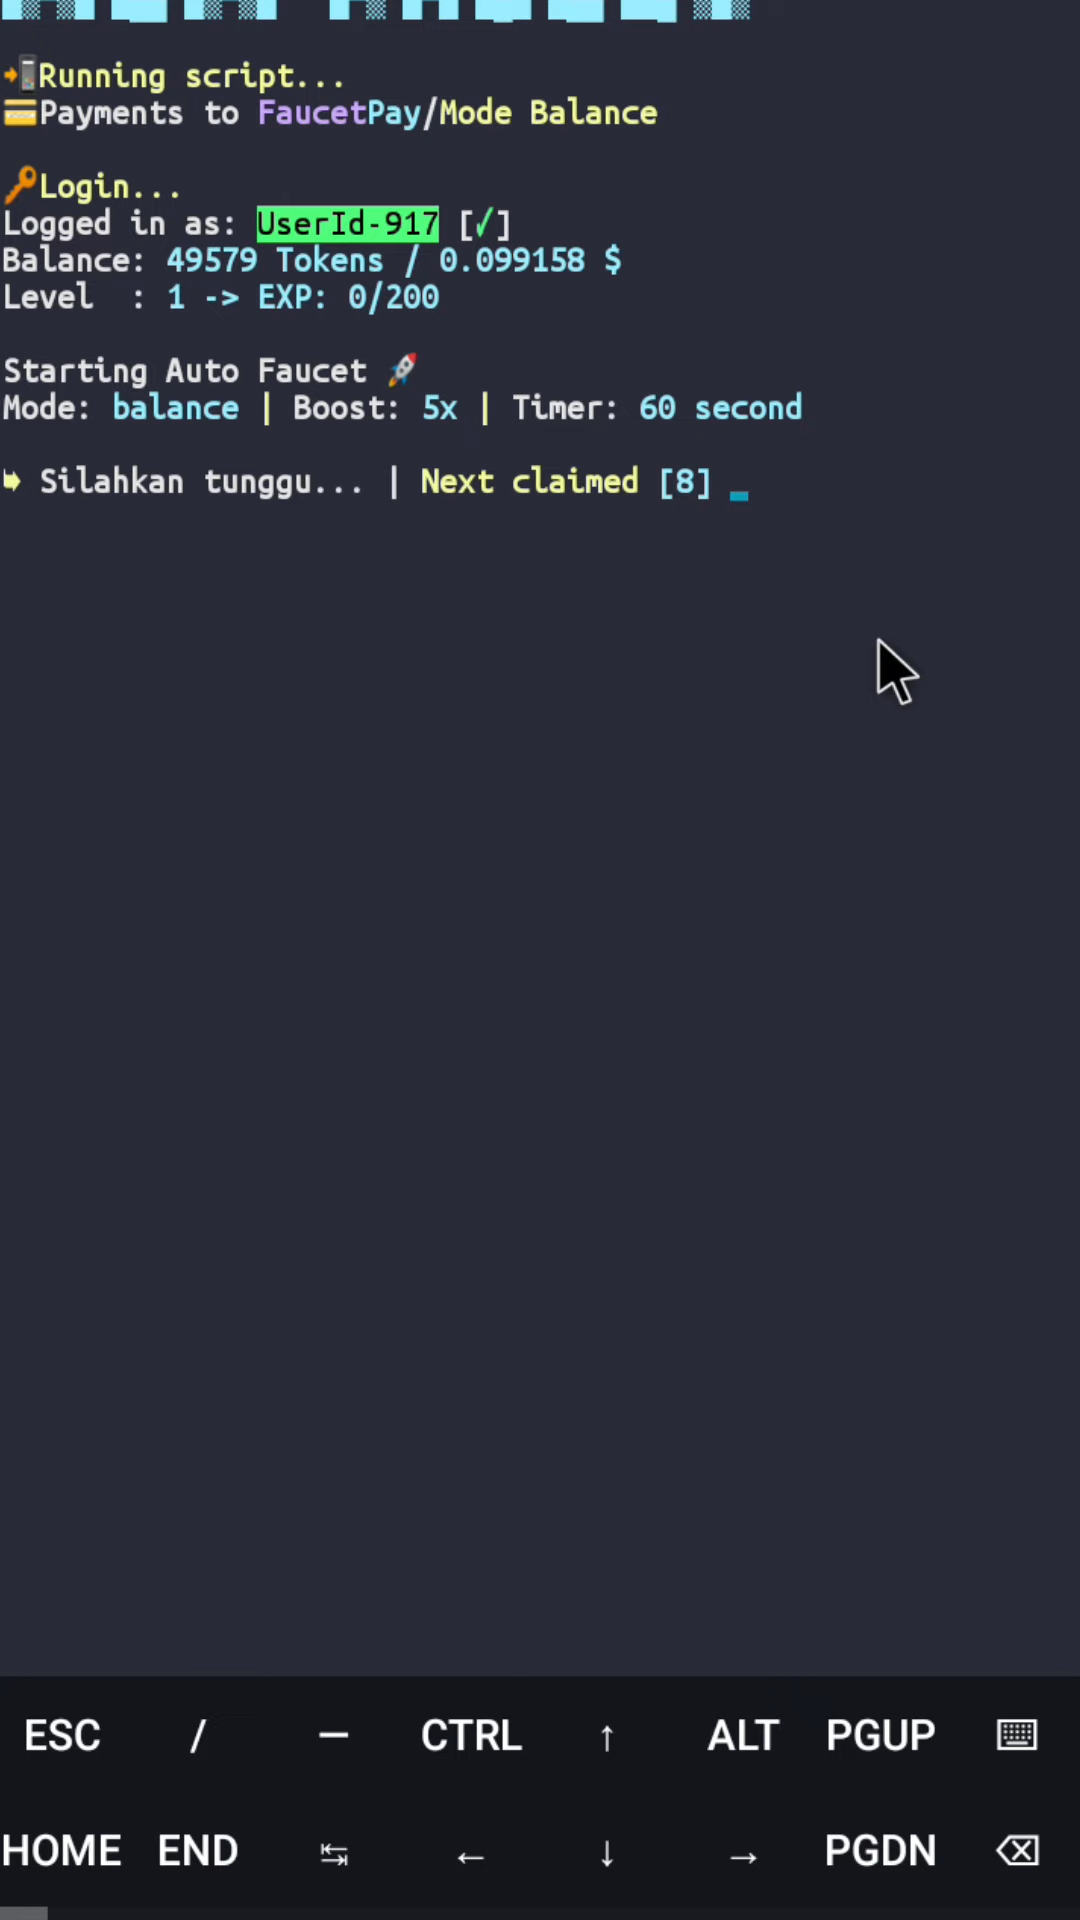 Running script...
Payments to FaucetPay/Mode Balance
Login...
Logged in as: UserId-917 [✓]
Balance: 49579 Tokens / 0.099158 $
Level  : 1 -> EXP: 0/200
Starting Auto Faucet 🚀
Mode: balance | Boost: 5x | Timer: 60 second
Silahkan tunggu... | Next claimed [8]
ESC / — CTRL ↑ ALT PGUP
HOME END ↹ ← ↓ → PGDN